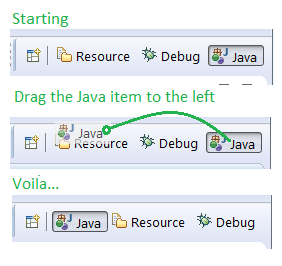 Starting
Resource Debug Java
Drag the Java item to the left
Java
Resource Debug Java
Voila...
Java Resource Debug